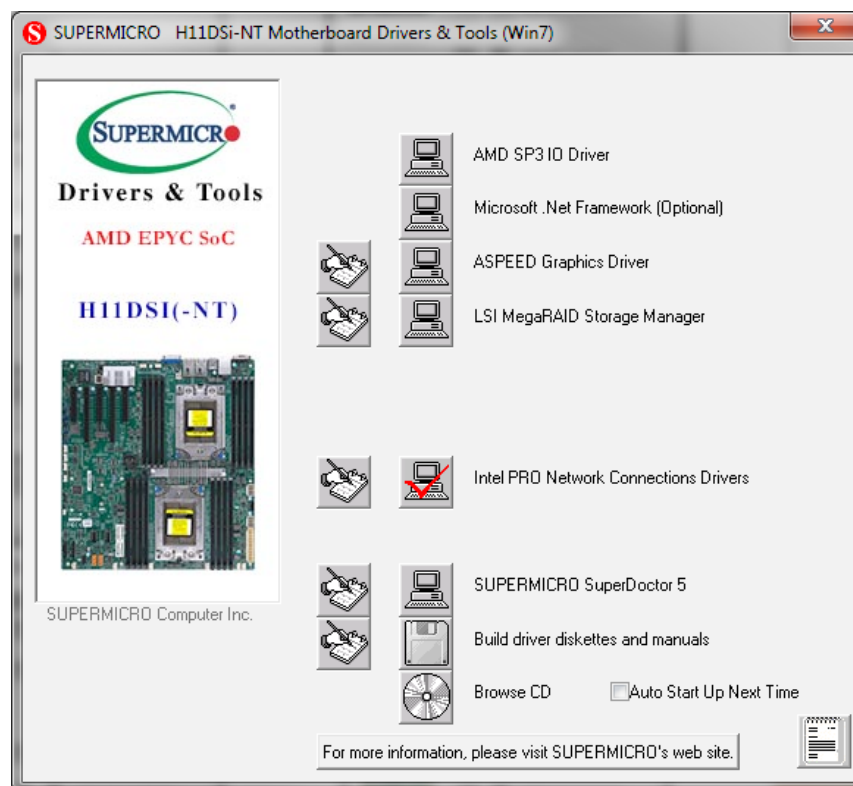 SUPERMICRO H11DSi-NT Motherboard Drivers & Tools (Win7)
SUPERMICRO
Drivers & Tools
AMD EPYC SoC
H11DSI(-NT)
SUPERMICRO Computer Inc.
AMD SP3 IO Driver
Microsoft .Net Framework (Optional)
ASPEED Graphics Driver
LSI MegaRAID Storage Manager
Intel PRO Network Connections Drivers
SUPERMICRO SuperDoctor 5
Build driver diskettes and manuals
Browse CD
Auto Start Up Next Time
For more information, please visit SUPERMICRO's web site.